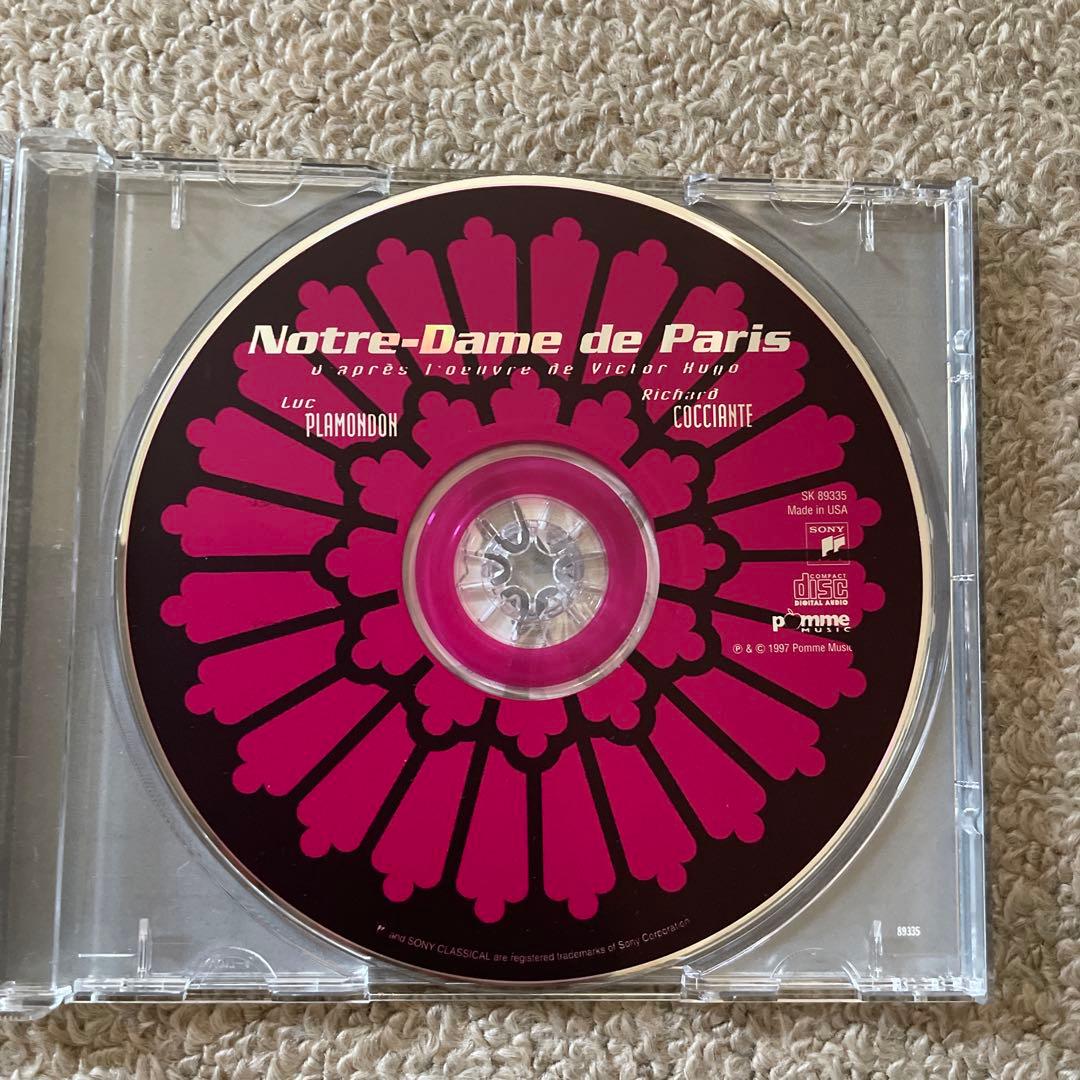 Notre-Dame de Paris
d'après l'oeuvre de Victor Hugo
Luc
PLAMONDON
Richard
COCCIANTE
SK 89335
Made in USA
SONY
COMPACT
disc
DIGITAL AUDIO
pomme
MUSIC
℗ & © 1997 Pomme Music
and SONY CLASSICAL are registered trademarks of Sony Corporation
89335